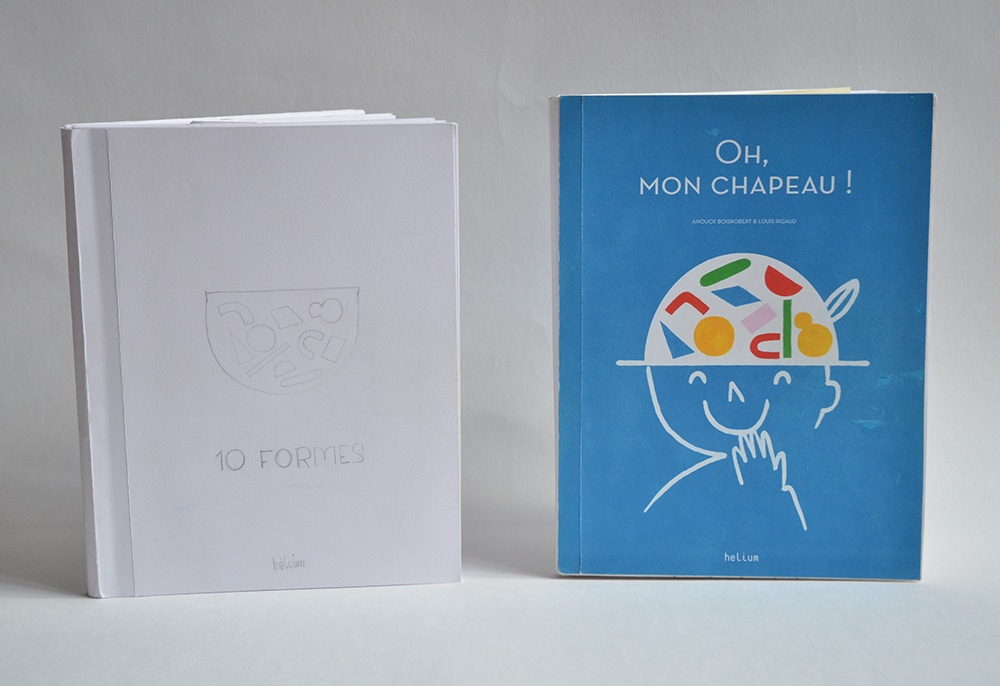 10 FORMES
hélium
OH,
MON CHAPEAU !
ANOUCK BOISROBERT & LOUIS RIGAUD
helium